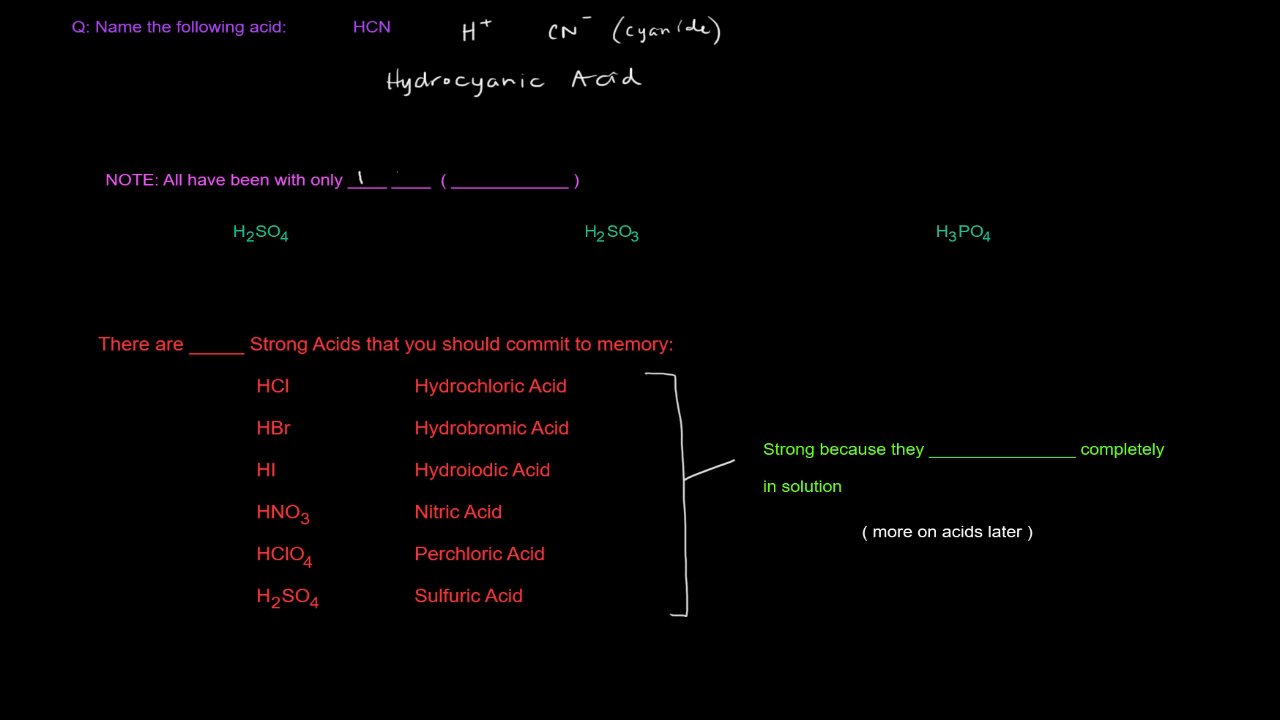 Q: Name the following acid: HCN H⁺ CN⁻ (cyanide)
Hydrocyanic Acid
NOTE: All have been with only 1 ____ ( ____________ )
H₂SO₄ H₂SO₃ H₃PO₄
There are _____ Strong Acids that you should commit to memory:
HCl Hydrochloric Acid
HBr Hydrobromic Acid
Strong because they _______________ completely
HI Hydroiodic Acid
in solution
HNO₃ Nitric Acid
( more on acids later )
HClO₄ Perchloric Acid
H₂SO₄ Sulfuric Acid